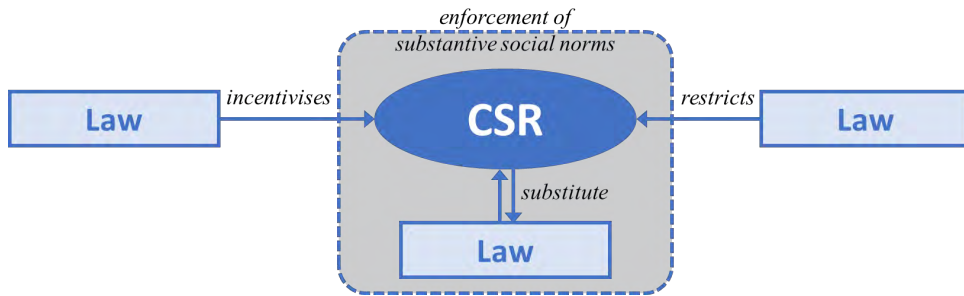 enforcement of
substantive social norms
incentivises
restricts
Law
CSR
Law
substitute
Law